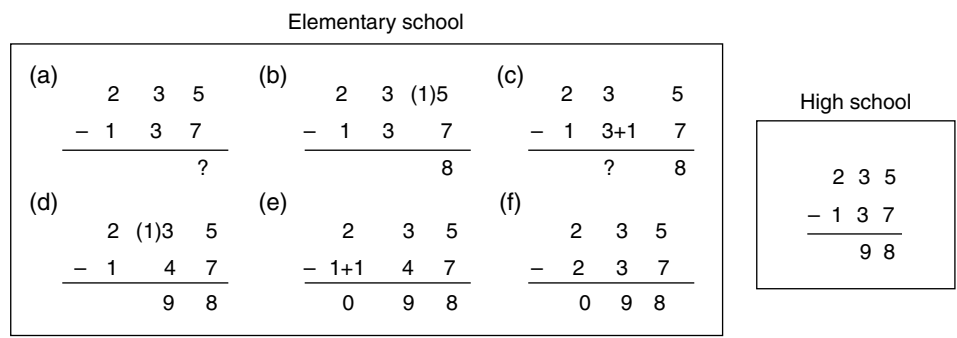 Elementary school
(a)
2 3 5
– 1 3 7
?
(b)
2 3 (1)5
– 1 3 7
8
(c)
2 3 5
– 1 3+1 7
? 8
(d)
2 (1)3 5
– 1 4 7
9 8
(e)
2 3 5
– 1+1 4 7
0 9 8
(f)
2 3 5
– 2 3 7
0 9 8
High school
2 3 5
– 1 3 7
9 8